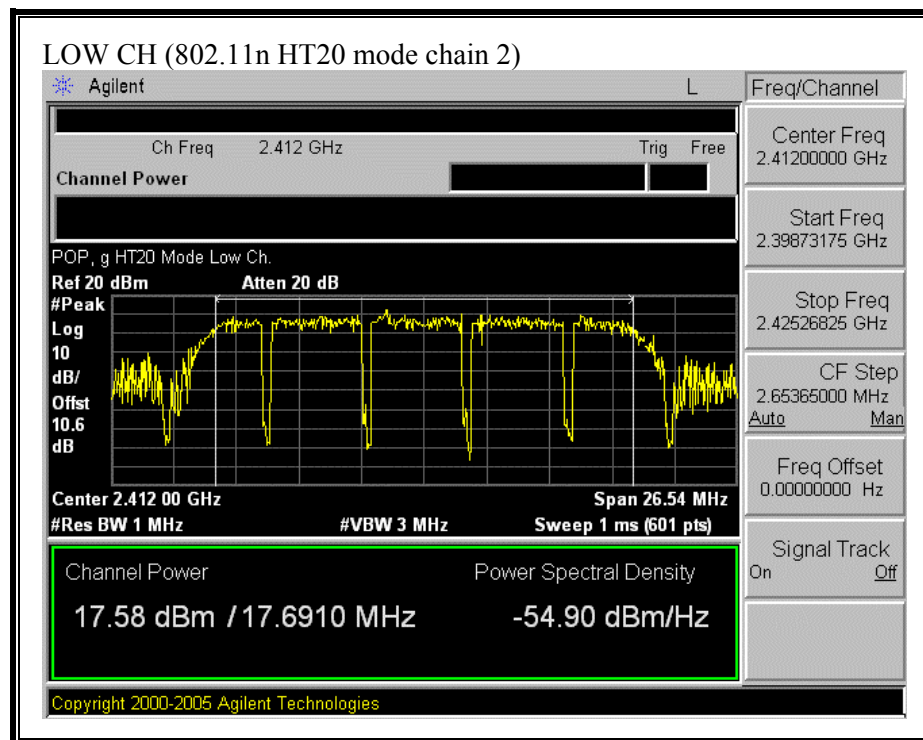 LOW CH (802.11n HT20 mode chain 2)
Agilent L Freq/Channel
Ch Freq 2.412 GHz Trig Free
Channel Power
Center Freq
2.41200000 GHz
Start Freq
2.39873175 GHz
Stop Freq
2.42526825 GHz
CF Step
2.65365000 MHz
Auto Man
Freq Offset
0.00000000 Hz
Signal Track
On Off
POP, g HT20 Mode Low Ch.
Ref 20 dBm Atten 20 dB
#Peak
Log
10
dB/
Offst
10.6
dB
Center 2.412 00 GHz Span 26.54 MHz
#Res BW 1 MHz #VBW 3 MHz Sweep 1 ms (601 pts)
Channel Power Power Spectral Density
17.58 dBm / 17.6910 MHz -54.90 dBm/Hz
Copyright 2000-2005 Agilent Technologies